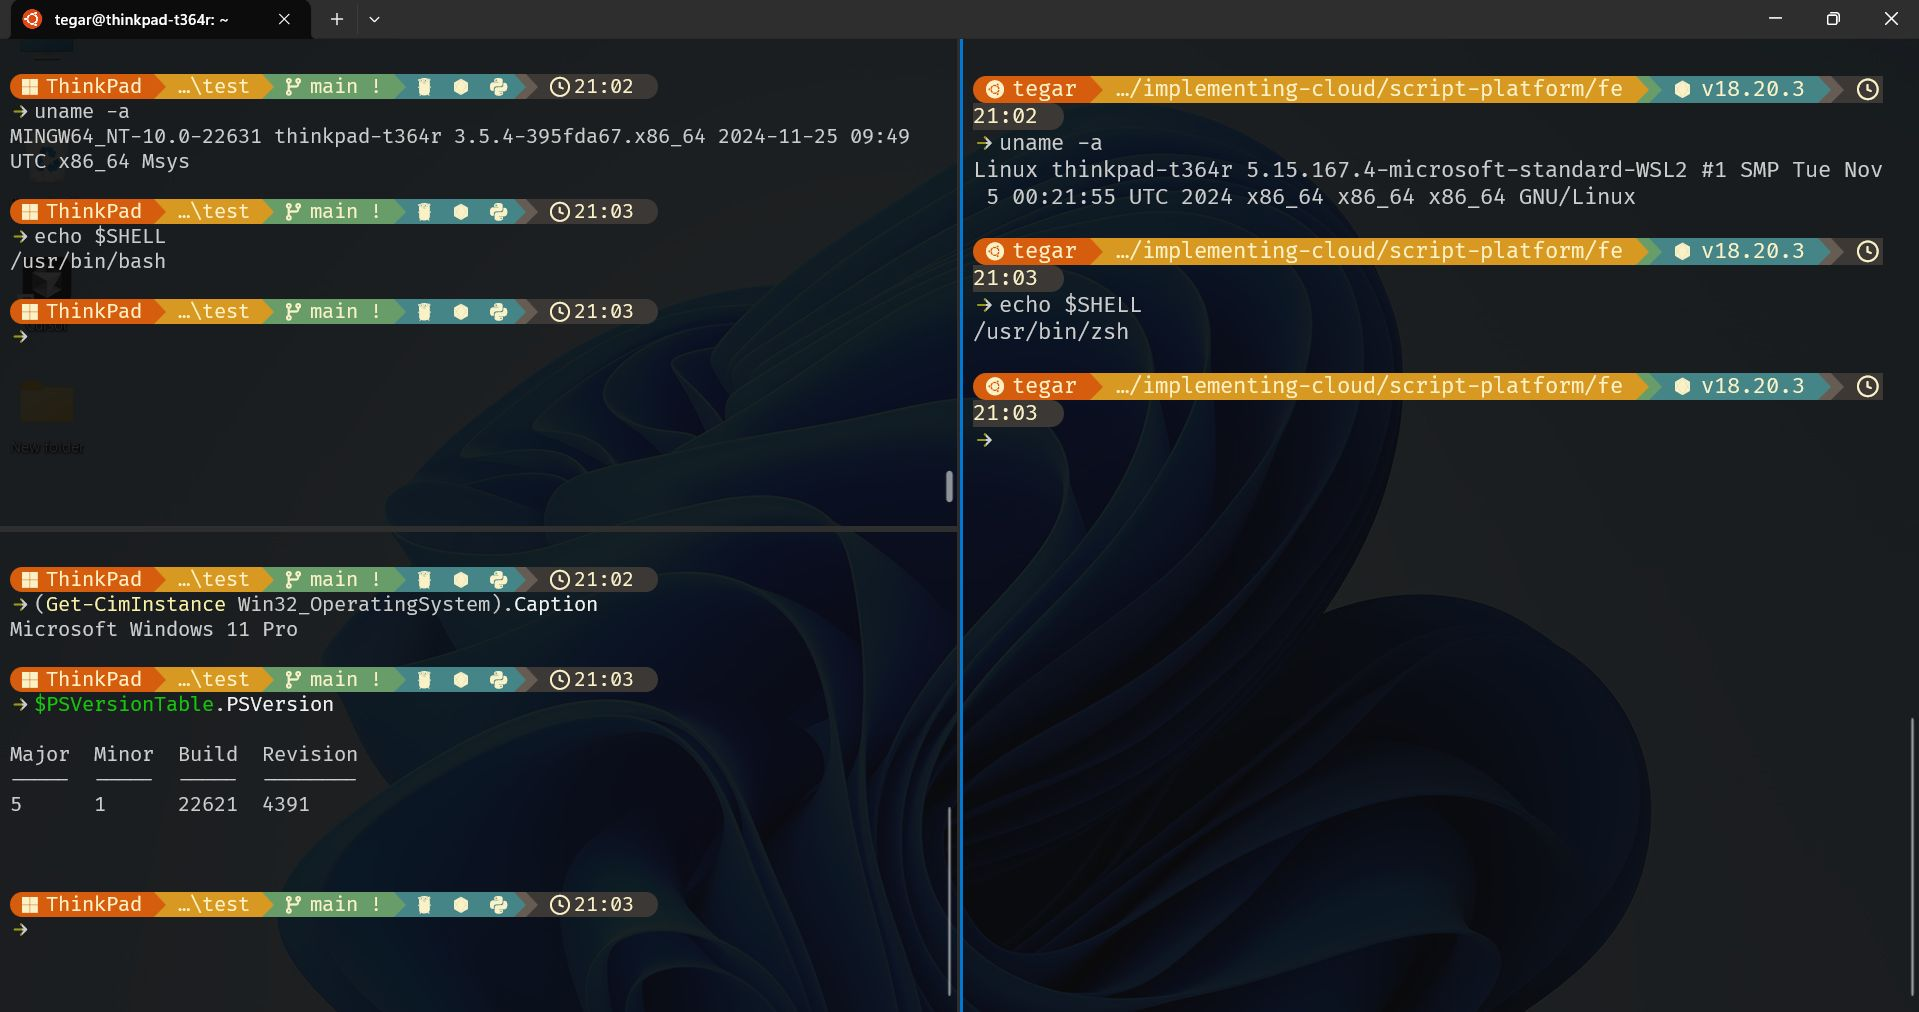 tegar@thinkpad-t364r: ~
ThinkPad …\test main ! 21:02
→ uname -a
MINGW64_NT-10.0-22631 thinkpad-t364r 3.5.4-395fda67.x86_64 2024-11-25 09:49
UTC x86_64 Msys
ThinkPad …\test main ! 21:03
→ echo $SHELL
/usr/bin/bash
ThinkPad …\test main ! 21:03
→
New folder
ThinkPad …\test main ! 21:02
→ (Get-CimInstance Win32_OperatingSystem).Caption
Microsoft Windows 11 Pro
ThinkPad …\test main ! 21:03
→ $PSVersionTable.PSVersion
Major Minor Build Revision
----- ----- ----- --------
5 1 22621 4391
ThinkPad …\test main ! 21:03
→
tegar …/implementing-cloud/script-platform/fe v18.20.3
21:02
→ uname -a
Linux thinkpad-t364r 5.15.167.4-microsoft-standard-WSL2 #1 SMP Tue Nov
5 00:21:55 UTC 2024 x86_64 x86_64 x86_64 GNU/Linux
tegar …/implementing-cloud/script-platform/fe v18.20.3
21:03
→ echo $SHELL
/usr/bin/zsh
tegar …/implementing-cloud/script-platform/fe v18.20.3
21:03
→